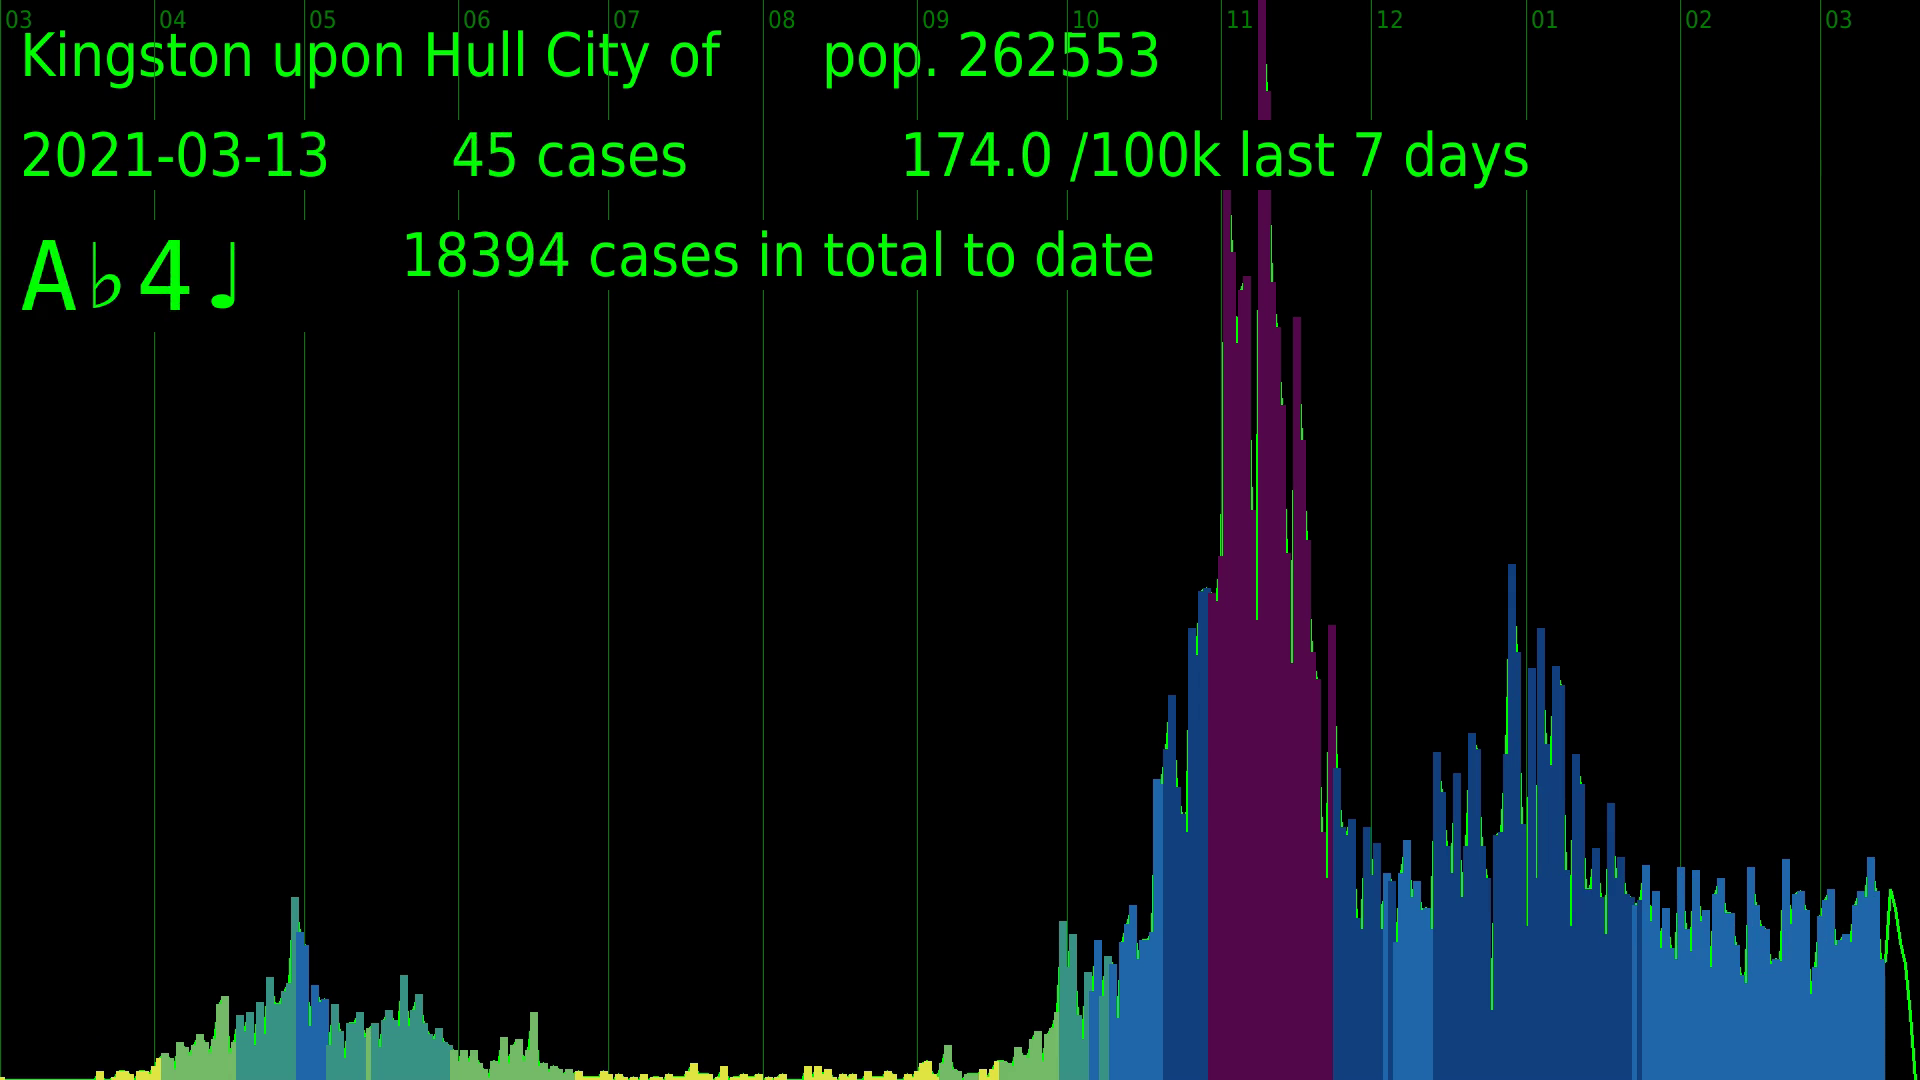 03 04 05 06 07 08 09 10 11 12 01 02 03
Kingston upon Hull City of pop. 262553
2021-03-13 45 cases 174.0 /100k last 7 days
A♭4♩ 18394 cases in total to date